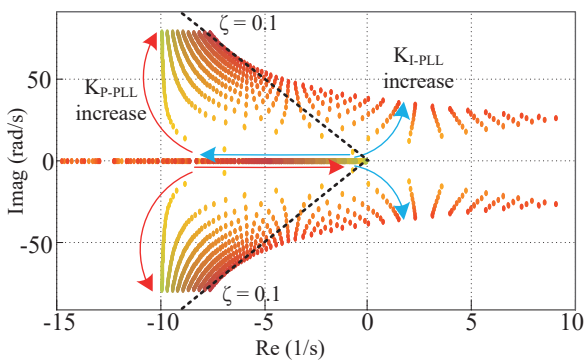 ζ = 0.1
K_P-PLL
increase
K_I-PLL
increase
50
0
-50
Imag (rad/s)
ζ = 0.1
-15
-10
-5
0
5
10
Re (1/s)